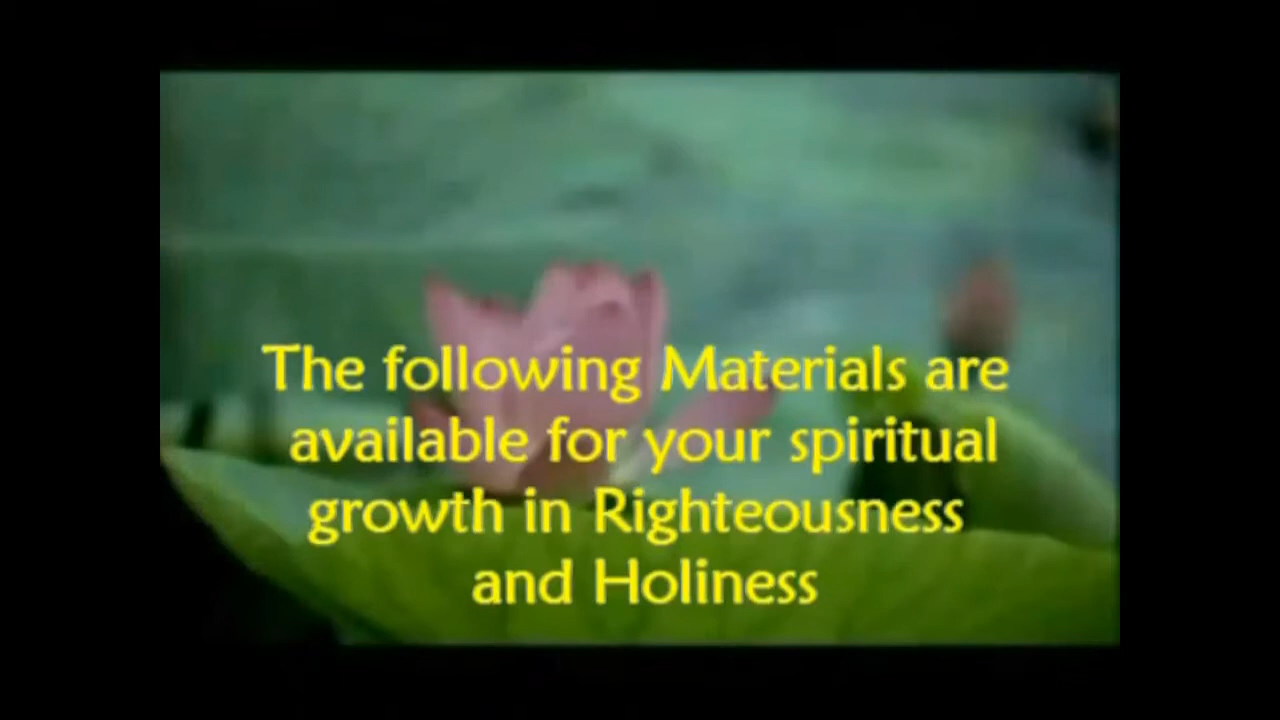 The following Materials are
available for your spiritual
growth in Righteousness
and Holiness